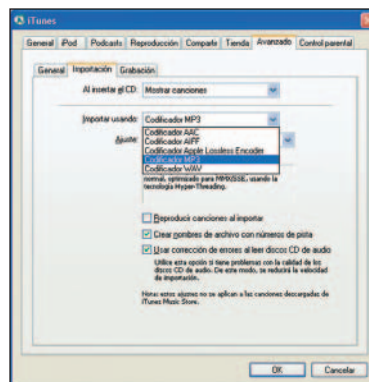 iTunes
General iPod Podcasts Reproducción Compartir Tienda Avanzado Control parental
General Importación Grabación
Al insertar el CD: Mostrar canciones
Importar usando: Codificador MP3
Ajuste:
Codificador AAC
Codificador AIFF
Codificador Apple Lossless Encoder
Codificador MP3
Codificador WAV
normal, optimizado para MMX/SSE, usando la
tecnología Hyper-Threading.
Reproducir canciones al importar
Crear nombres de archivo con números de pista
Usar corrección de errores al leer discos CD de audio
Utilice esta opción si tiene problemas con la calidad de los
discos CD de audio. De este modo, se reducirá la velocidad
de importación.
Nota: estos ajustes no se aplican a las canciones descargadas de
iTunes Music Store.
OK Cancelar